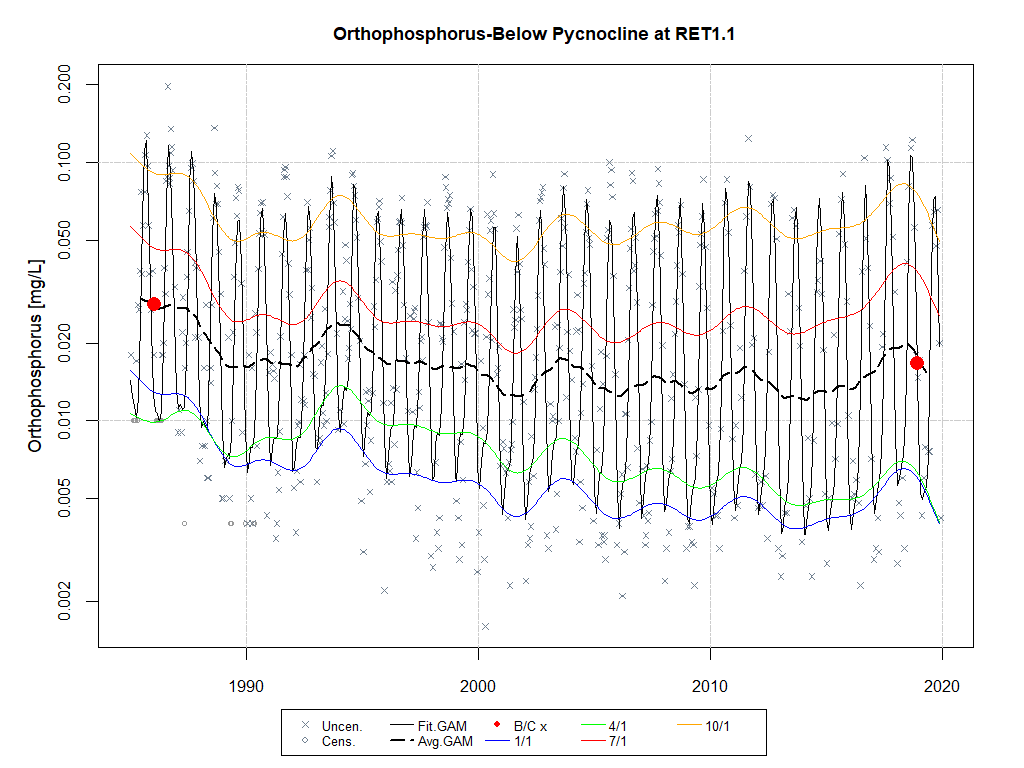 Orthophosphorus-Below Pycnocline at RET1.1
Orthophosphorus [mg/L]
0.200
0.100
0.050
0.020
0.010
0.005
0.002
1990 2000 2010 2020
Uncen. Fit.GAM B/C x 4/1 10/1
Cens. Avg.GAM 1/1 7/1